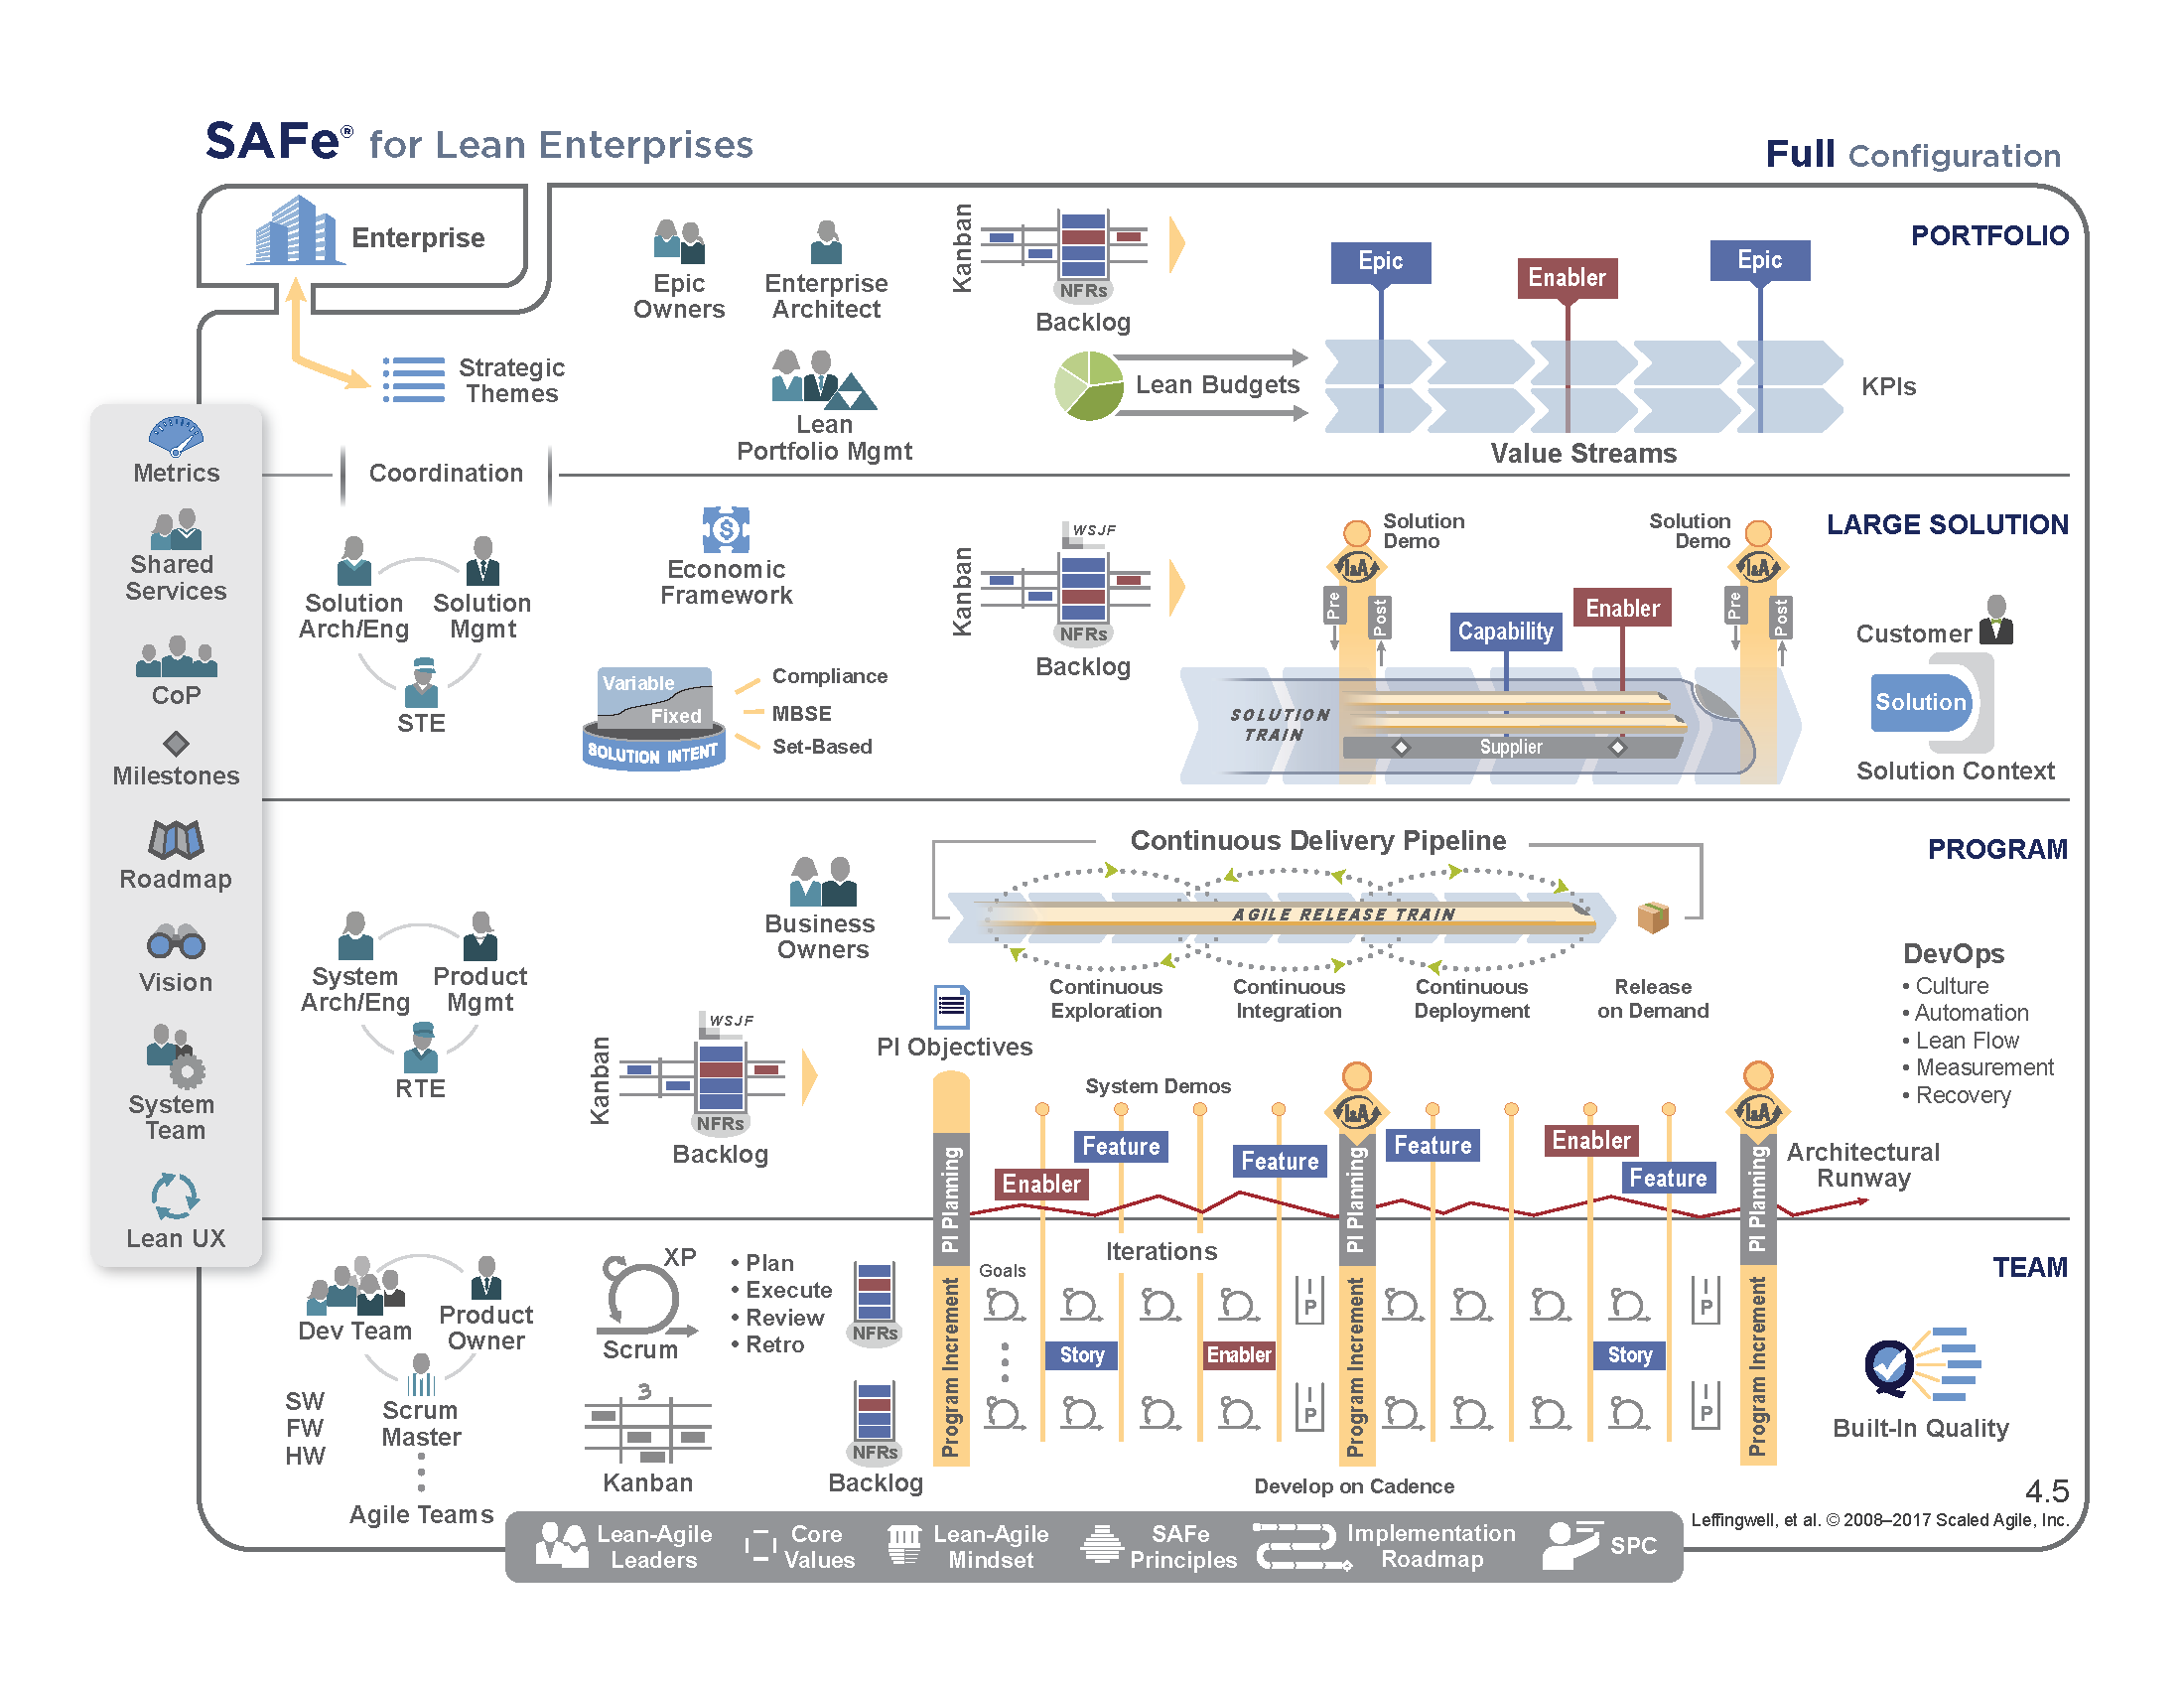 SAFe® for Lean Enterprises
Full Configuration
Enterprise
Strategic
Themes
Epic
Owners
Enterprise
Architect
Lean
Portfolio Mgmt
Kanban
NFRs
Backlog
Lean Budgets
Epic
Enabler
Epic
KPIs
Value Streams
PORTFOLIO
Coordination
Metrics
Shared
Services
CoP
Milestones
Roadmap
Vision
System
Team
Lean UX
Solution
Arch/Eng
Solution
Mgmt
STE
Economic
Framework
Variable
Fixed
SOLUTION INTENT
Compliance
MBSE
Set-Based
Kanban
WSJF
NFRs
Backlog
Solution
Demo
I&A
Pre
Post
Capability
Enabler
Solution
Demo
I&A
Pre
Post
SOLUTION
TRAIN
Supplier
LARGE SOLUTION
Customer
Solution
Solution Context
System
Arch/Eng
Product
Mgmt
RTE
Business
Owners
Kanban
WSJF
NFRs
Backlog
PI Objectives
Continuous Delivery Pipeline
AGILE RELEASE TRAIN
Continuous
Exploration
Continuous
Integration
Continuous
Deployment
Release
on Demand
PROGRAM
DevOps
• Culture
• Automation
• Lean Flow
• Measurement
• Recovery
System Demos
I&A
I&A
Enabler
Feature
Feature
Feature
Enabler
Feature
Architectural
Runway
PI Planning
PI Planning
PI Planning
Program Increment
Program Increment
Program Increment
Dev Team
Product
Owner
Scrum
Master
SW
FW
HW
Agile Teams
XP
Scrum
• Plan
• Execute
• Review
• Retro
3
Kanban
NFRs
NFRs
Backlog
Iterations
Goals
I
P
I
P
Story
Enabler
Story
I
P
I
P
Develop on Cadence
TEAM
Built-In Quality
4.5
Leffingwell, et al. © 2008–2017 Scaled Agile, Inc.
Lean-Agile
Leaders
Core
Values
Lean-Agile
Mindset
SAFe
Principles
Implementation
Roadmap
SPC